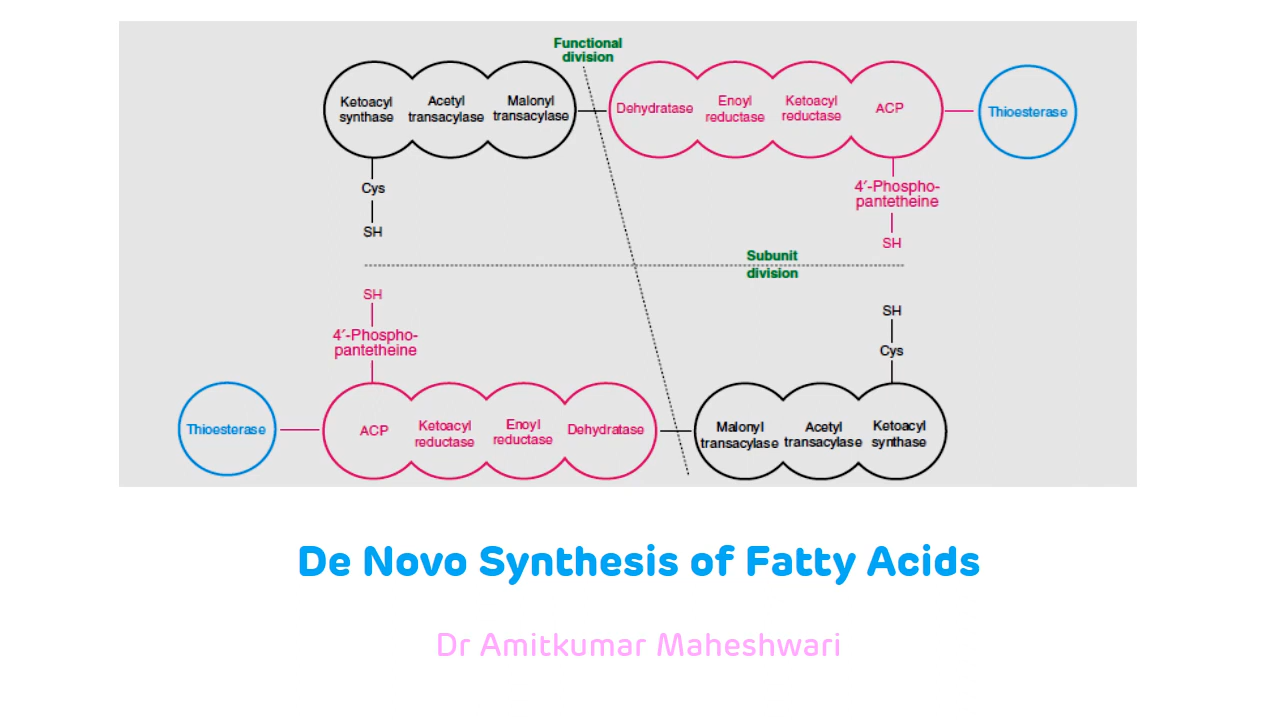 Functional
division
Ketoacyl
synthase
Acetyl
transacylase
Malonyl
transacylase
Dehydratase
Enoyl
reductase
Ketoacyl
reductase
ACP
Thioesterase
Cys
SH
4′-Phospho-
pantetheine
SH
Subunit
division
SH
4′-Phospho-
pantetheine
SH
Cys
Thioesterase
ACP
Ketoacyl
reductase
Enoyl
reductase
Dehydratase
Malonyl
transacylase
Acetyl
transacylase
Ketoacyl
synthase
De Novo Synthesis of Fatty Acids
Dr Amitkumar Maheshwari